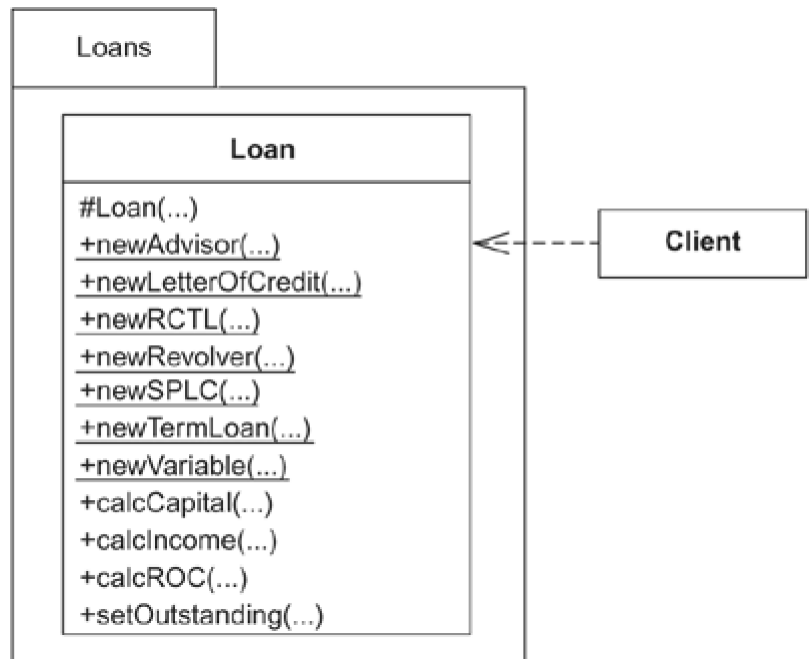 Loans
Loan
#Loan(...)
+newAdvisor(...)
+newLetterOfCredit(...)
+newRCTL(...)
+newRevolver(...)
+newSPLC(...)
+newTermLoan(...)
+newVariable(...)
+calcCapital(...)
+calcIncome(...)
+calcROC(...)
+setOutstanding(...)
Client